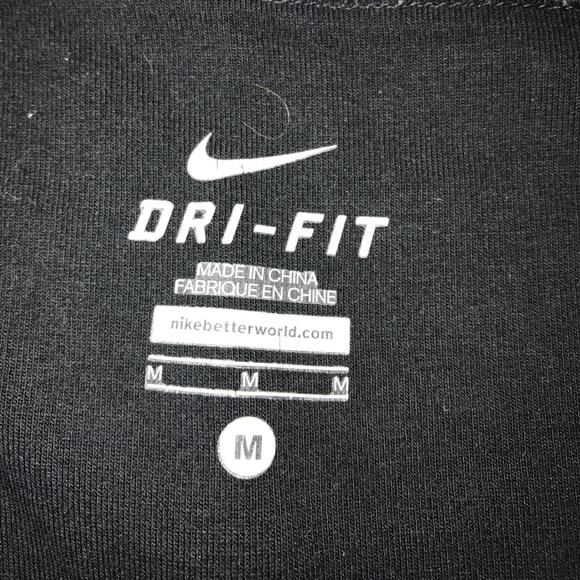 DRI-FIT
MADE IN CHINA
FABRIQUE EN CHINE
nikebetterworld.com
M M M
M